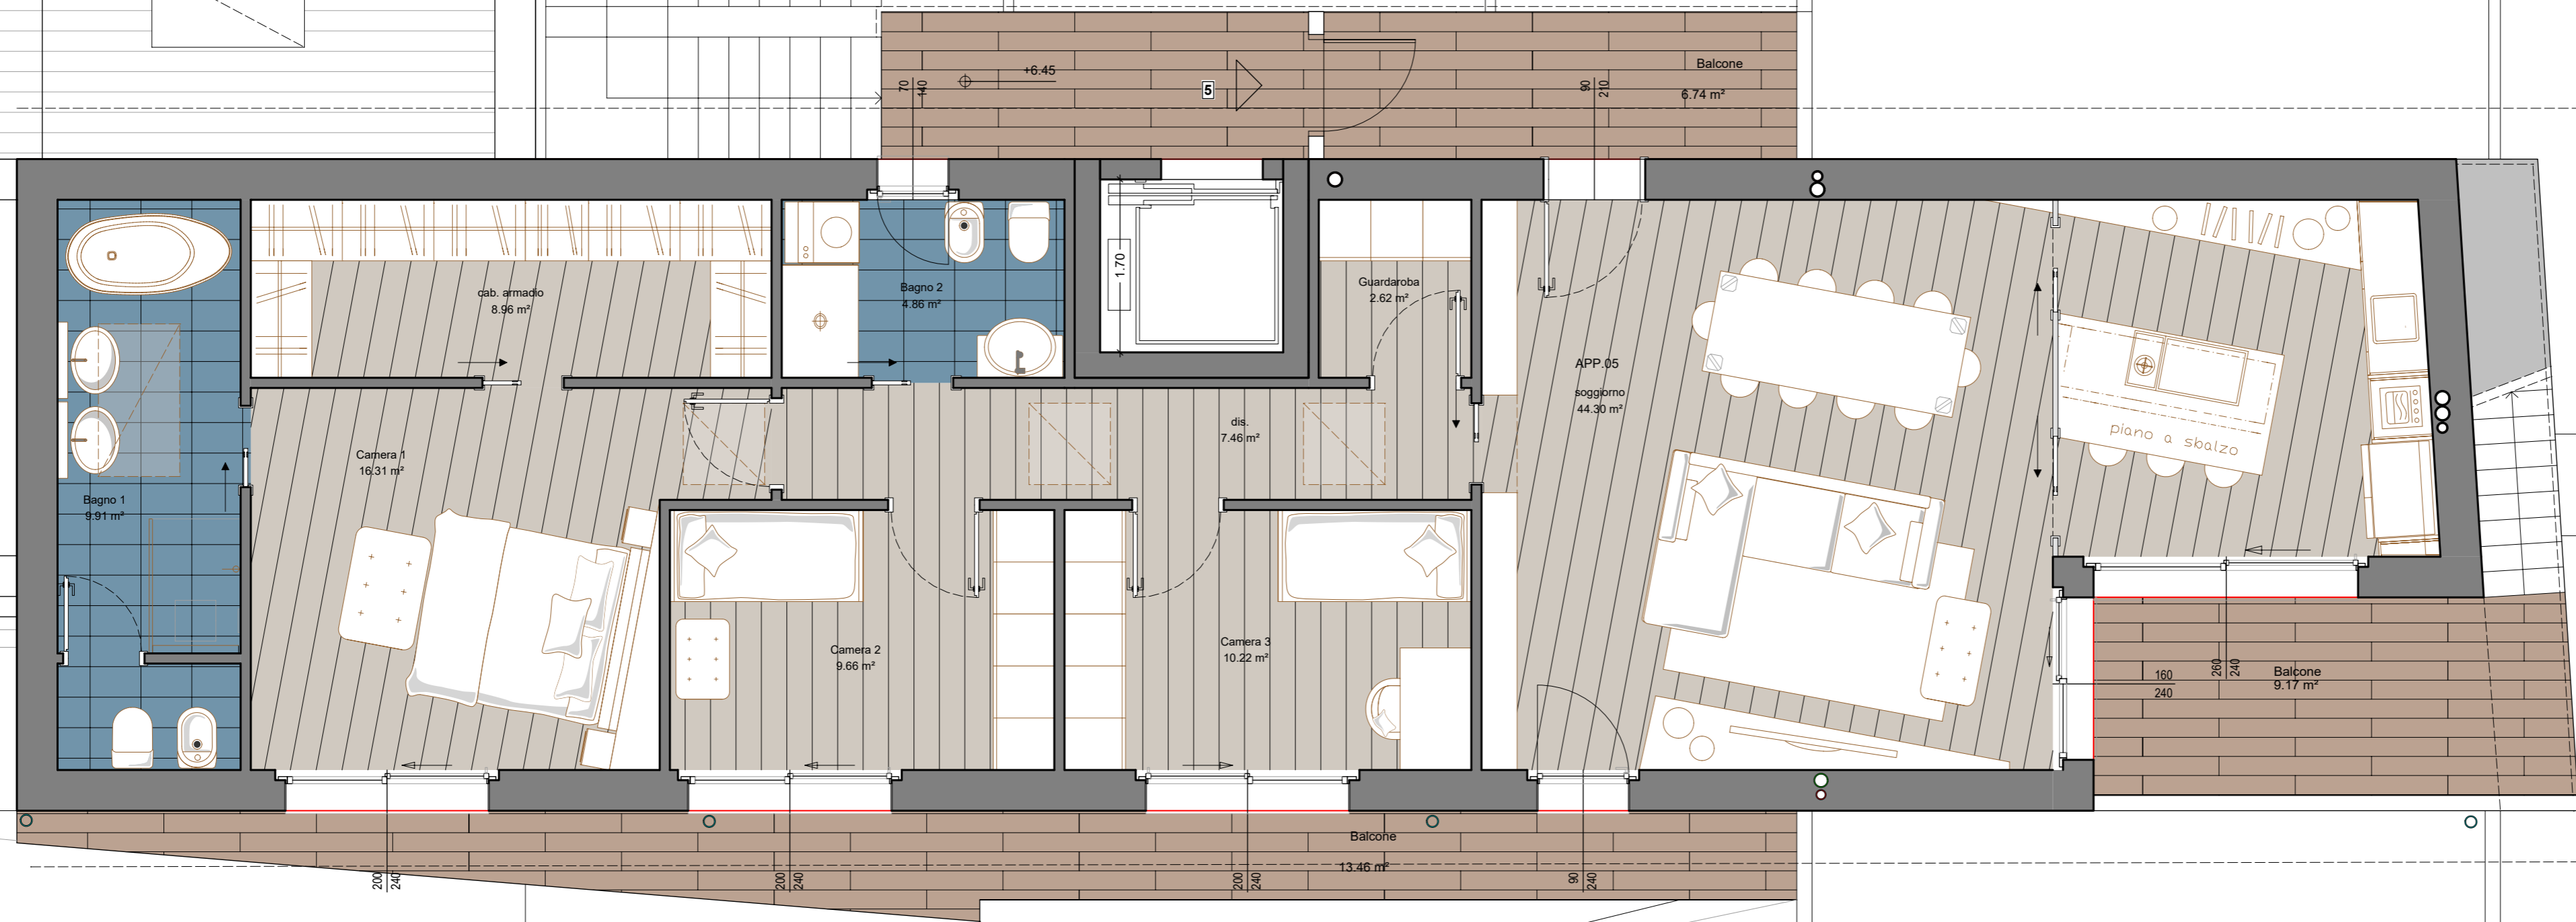 +6.45
5
Balcone
6.74 m²
70
140
90
210
1.70
cab. armadio
8.96 m²
Bagno 2
4.86 m²
Guardaroba
2.62 m²
APP.05
soggiorno
44.30 m²
dis.
7.46 m²
Camera 1
16.31 m²
Bagno 1
9.91 m²
piano a sbalzo
Camera 2
9.66 m²
Camera 3
10.22 m²
160
240
260
240
Balcone
9.17 m²
Balcone
13.46 m²
200
240
200
240
200
240
90
240